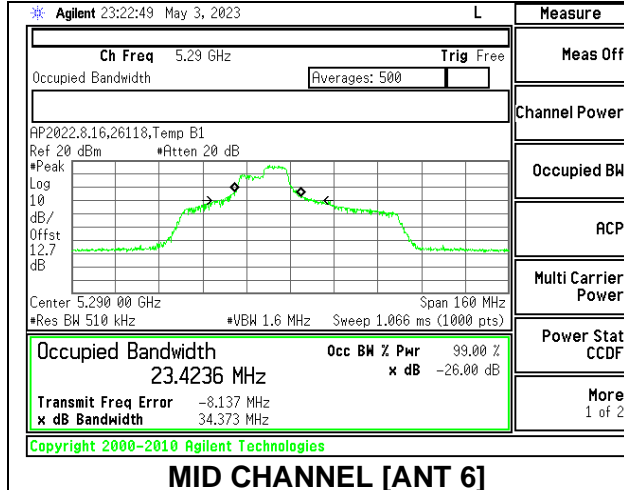 Agilent 23:22:49 May 3, 2023 L Measure
Ch Freq 5.29 GHz Trig Free
Meas Off
Occupied Bandwidth Averages: 500
Channel Power
AP2022.8.16,26118,Temp B1
Ref 20 dBm #Atten 20 dB
#Peak
Log
10
dB/
Offst
12.7
dB
Occupied BW
ACP
Multi Carrier
Power
Center 5.290 00 GHz Span 160 MHz
#Res BW 510 kHz #VBW 1.6 MHz Sweep 1.066 ms (1000 pts)
Power Stat
CCDF
Occupied Bandwidth Occ BW % Pwr 99.00 %
23.4236 MHz x dB -26.00 dB
Transmit Freq Error -8.137 MHz
x dB Bandwidth 34.373 MHz
More
1 of 2
Copyright 2000-2010 Agilent Technologies
MID CHANNEL [ANT 6]